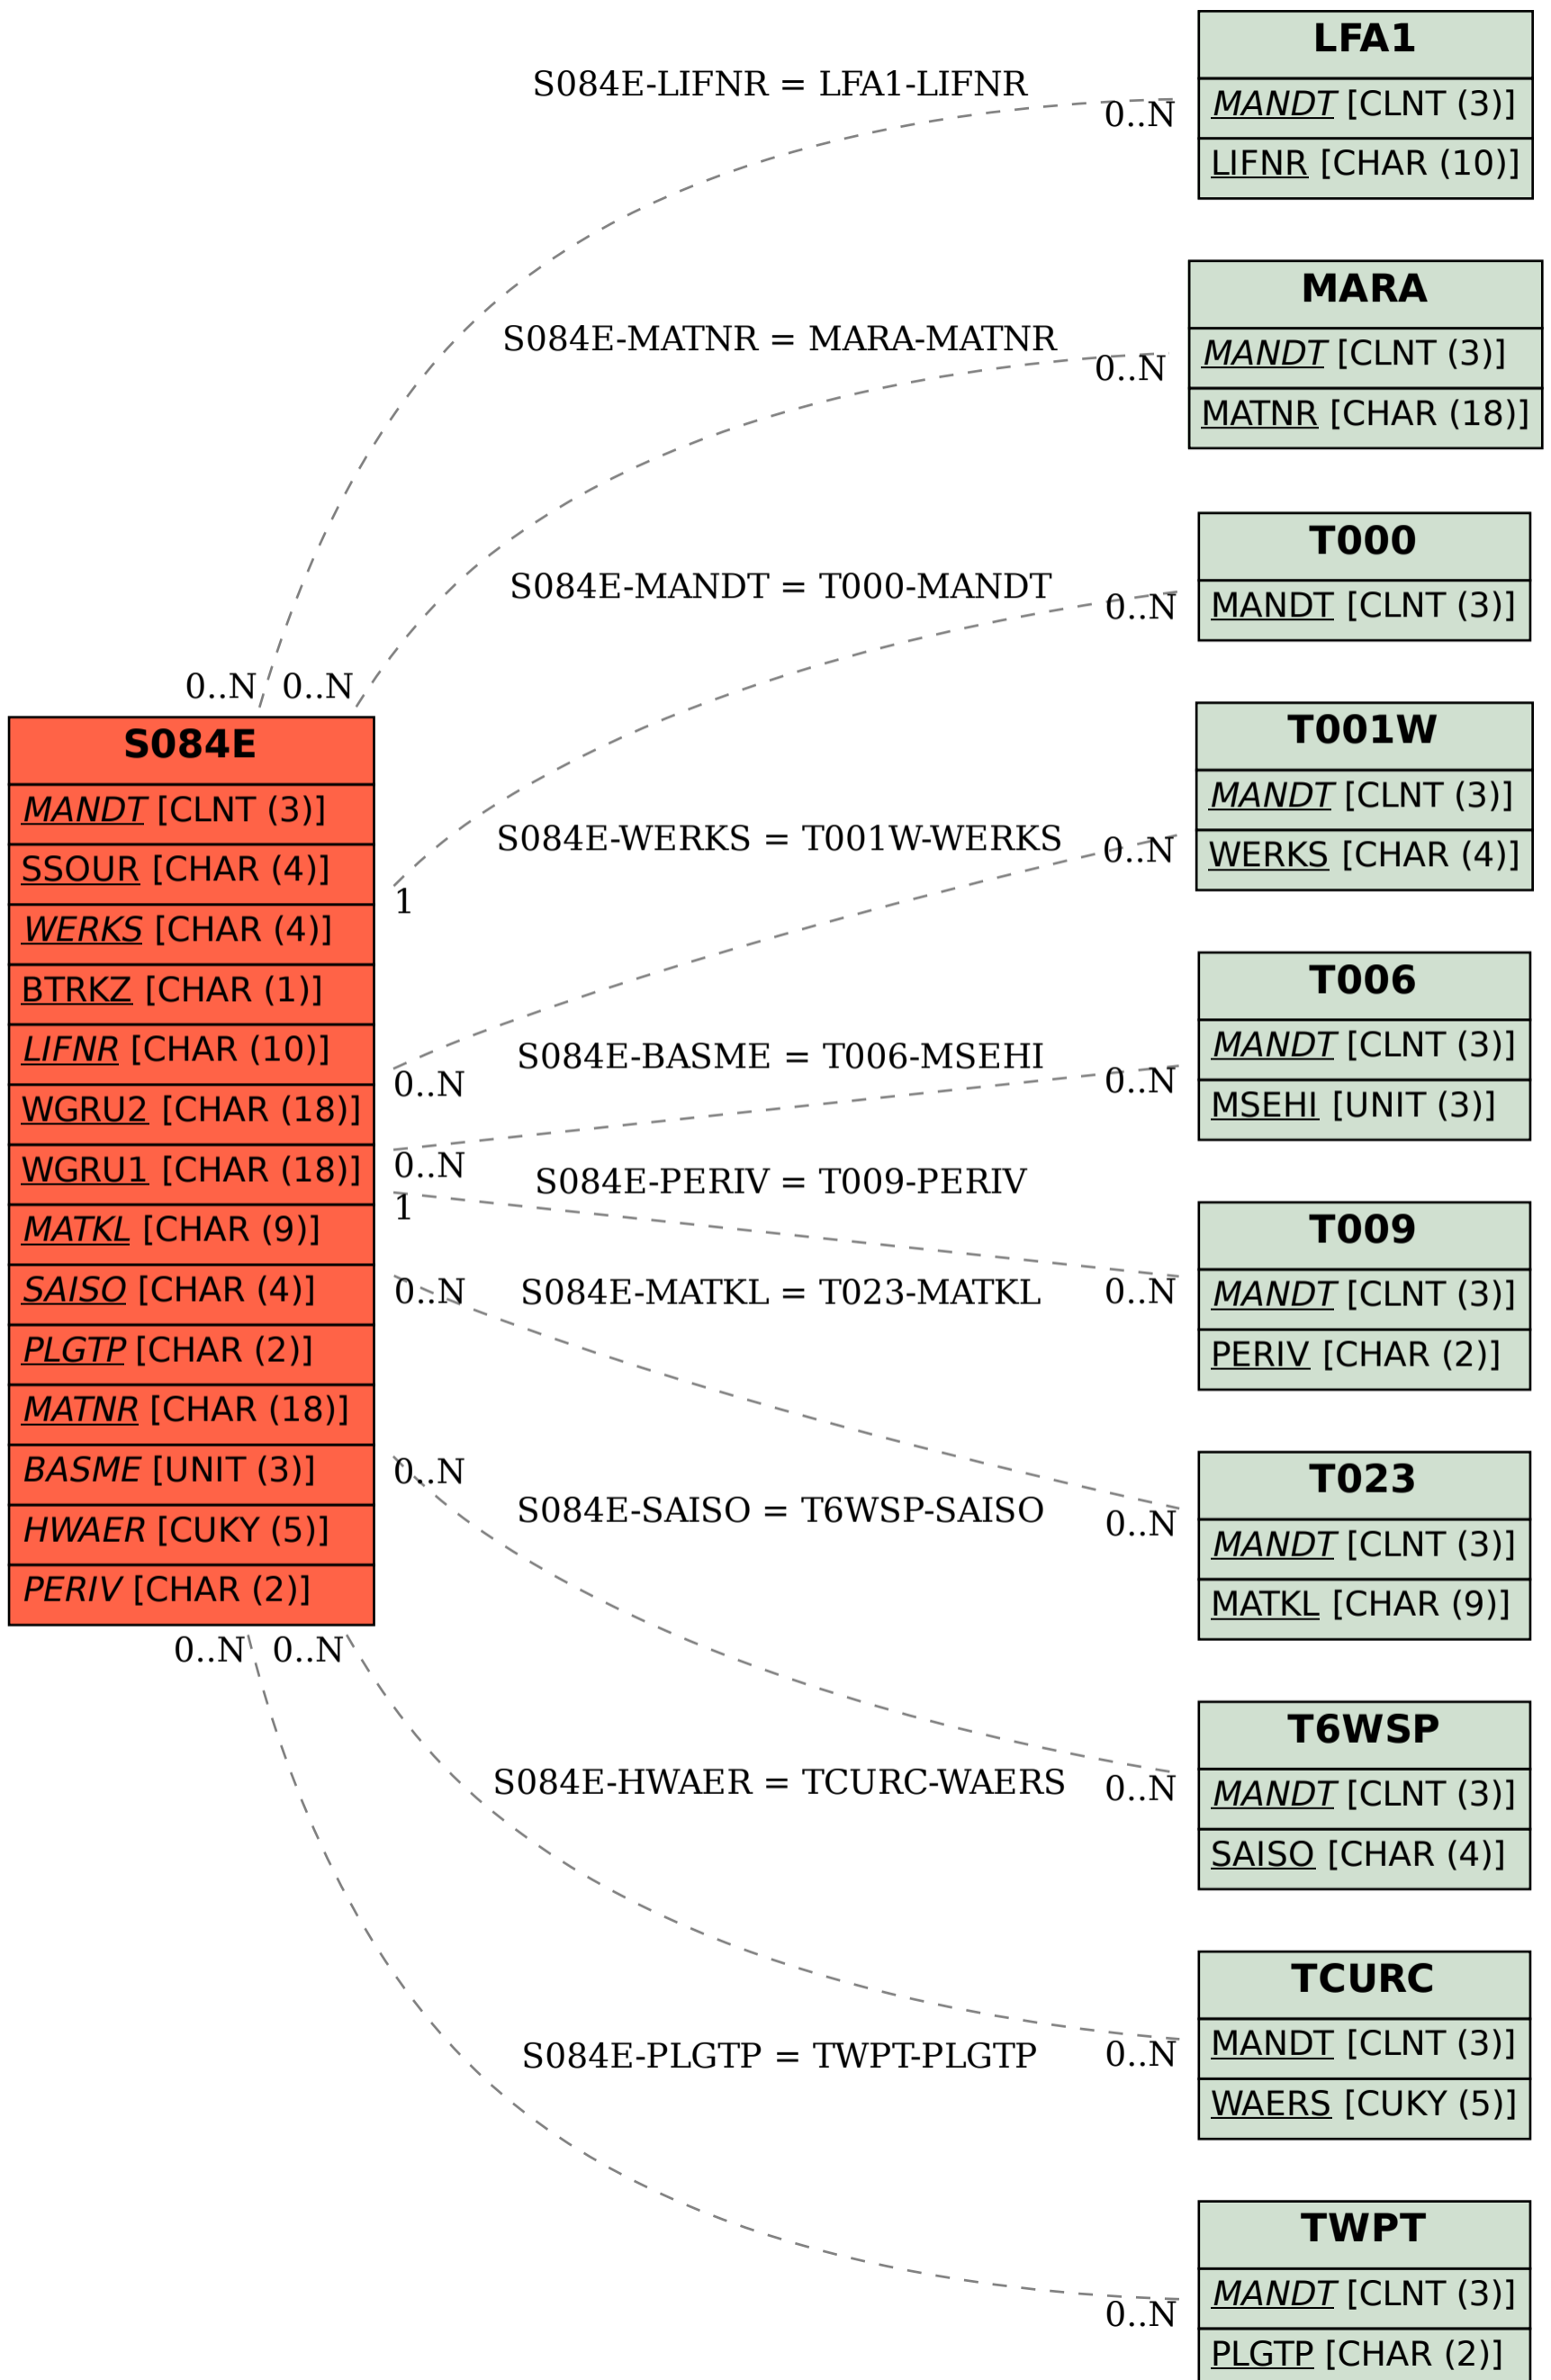 LFA1
S084E-LIFNR = LFA1-LIFNR
0..N
MANDT [CLNT (3)]
LIFNR [CHAR (10)]
MARA
S084E-MATNR = MARA-MATNR
0..N
MANDT [CLNT (3)]
MATNR [CHAR (18)]
T000
S084E-MANDT = T000-MANDT
0..N
MANDT [CLNT (3)]
0..N 0..N
S084E
MANDT [CLNT (3)]
SSOUR [CHAR (4)]
WERKS [CHAR (4)]
BTRKZ [CHAR (1)]
LIFNR [CHAR (10)]
WGRU2 [CHAR (18)]
WGRU1 [CHAR (18)]
MATKL [CHAR (9)]
SAISO [CHAR (4)]
PLGTP [CHAR (2)]
MATNR [CHAR (18)]
BASME [UNIT (3)]
HWAER [CUKY (5)]
PERIV [CHAR (2)]
0..N 0..N
1
T001W
S084E-WERKS = T001W-WERKS
0..N
MANDT [CLNT (3)]
WERKS [CHAR (4)]
0..N
T006
S084E-BASME = T006-MSEHI
0..N
MANDT [CLNT (3)]
MSEHI [UNIT (3)]
0..N
S084E-PERIV = T009-PERIV
1
T009
0..N
MANDT [CLNT (3)]
PERIV [CHAR (2)]
0..N
S084E-MATKL = T023-MATKL
T023
0..N
MANDT [CLNT (3)]
MATKL [CHAR (9)]
0..N
S084E-SAISO = T6WSP-SAISO
T6WSP
0..N
MANDT [CLNT (3)]
SAISO [CHAR (4)]
S084E-HWAER = TCURC-WAERS
TCURC
0..N
MANDT [CLNT (3)]
WAERS [CUKY (5)]
S084E-PLGTP = TWPT-PLGTP
TWPT
0..N
MANDT [CLNT (3)]
PLGTP [CHAR (2)]